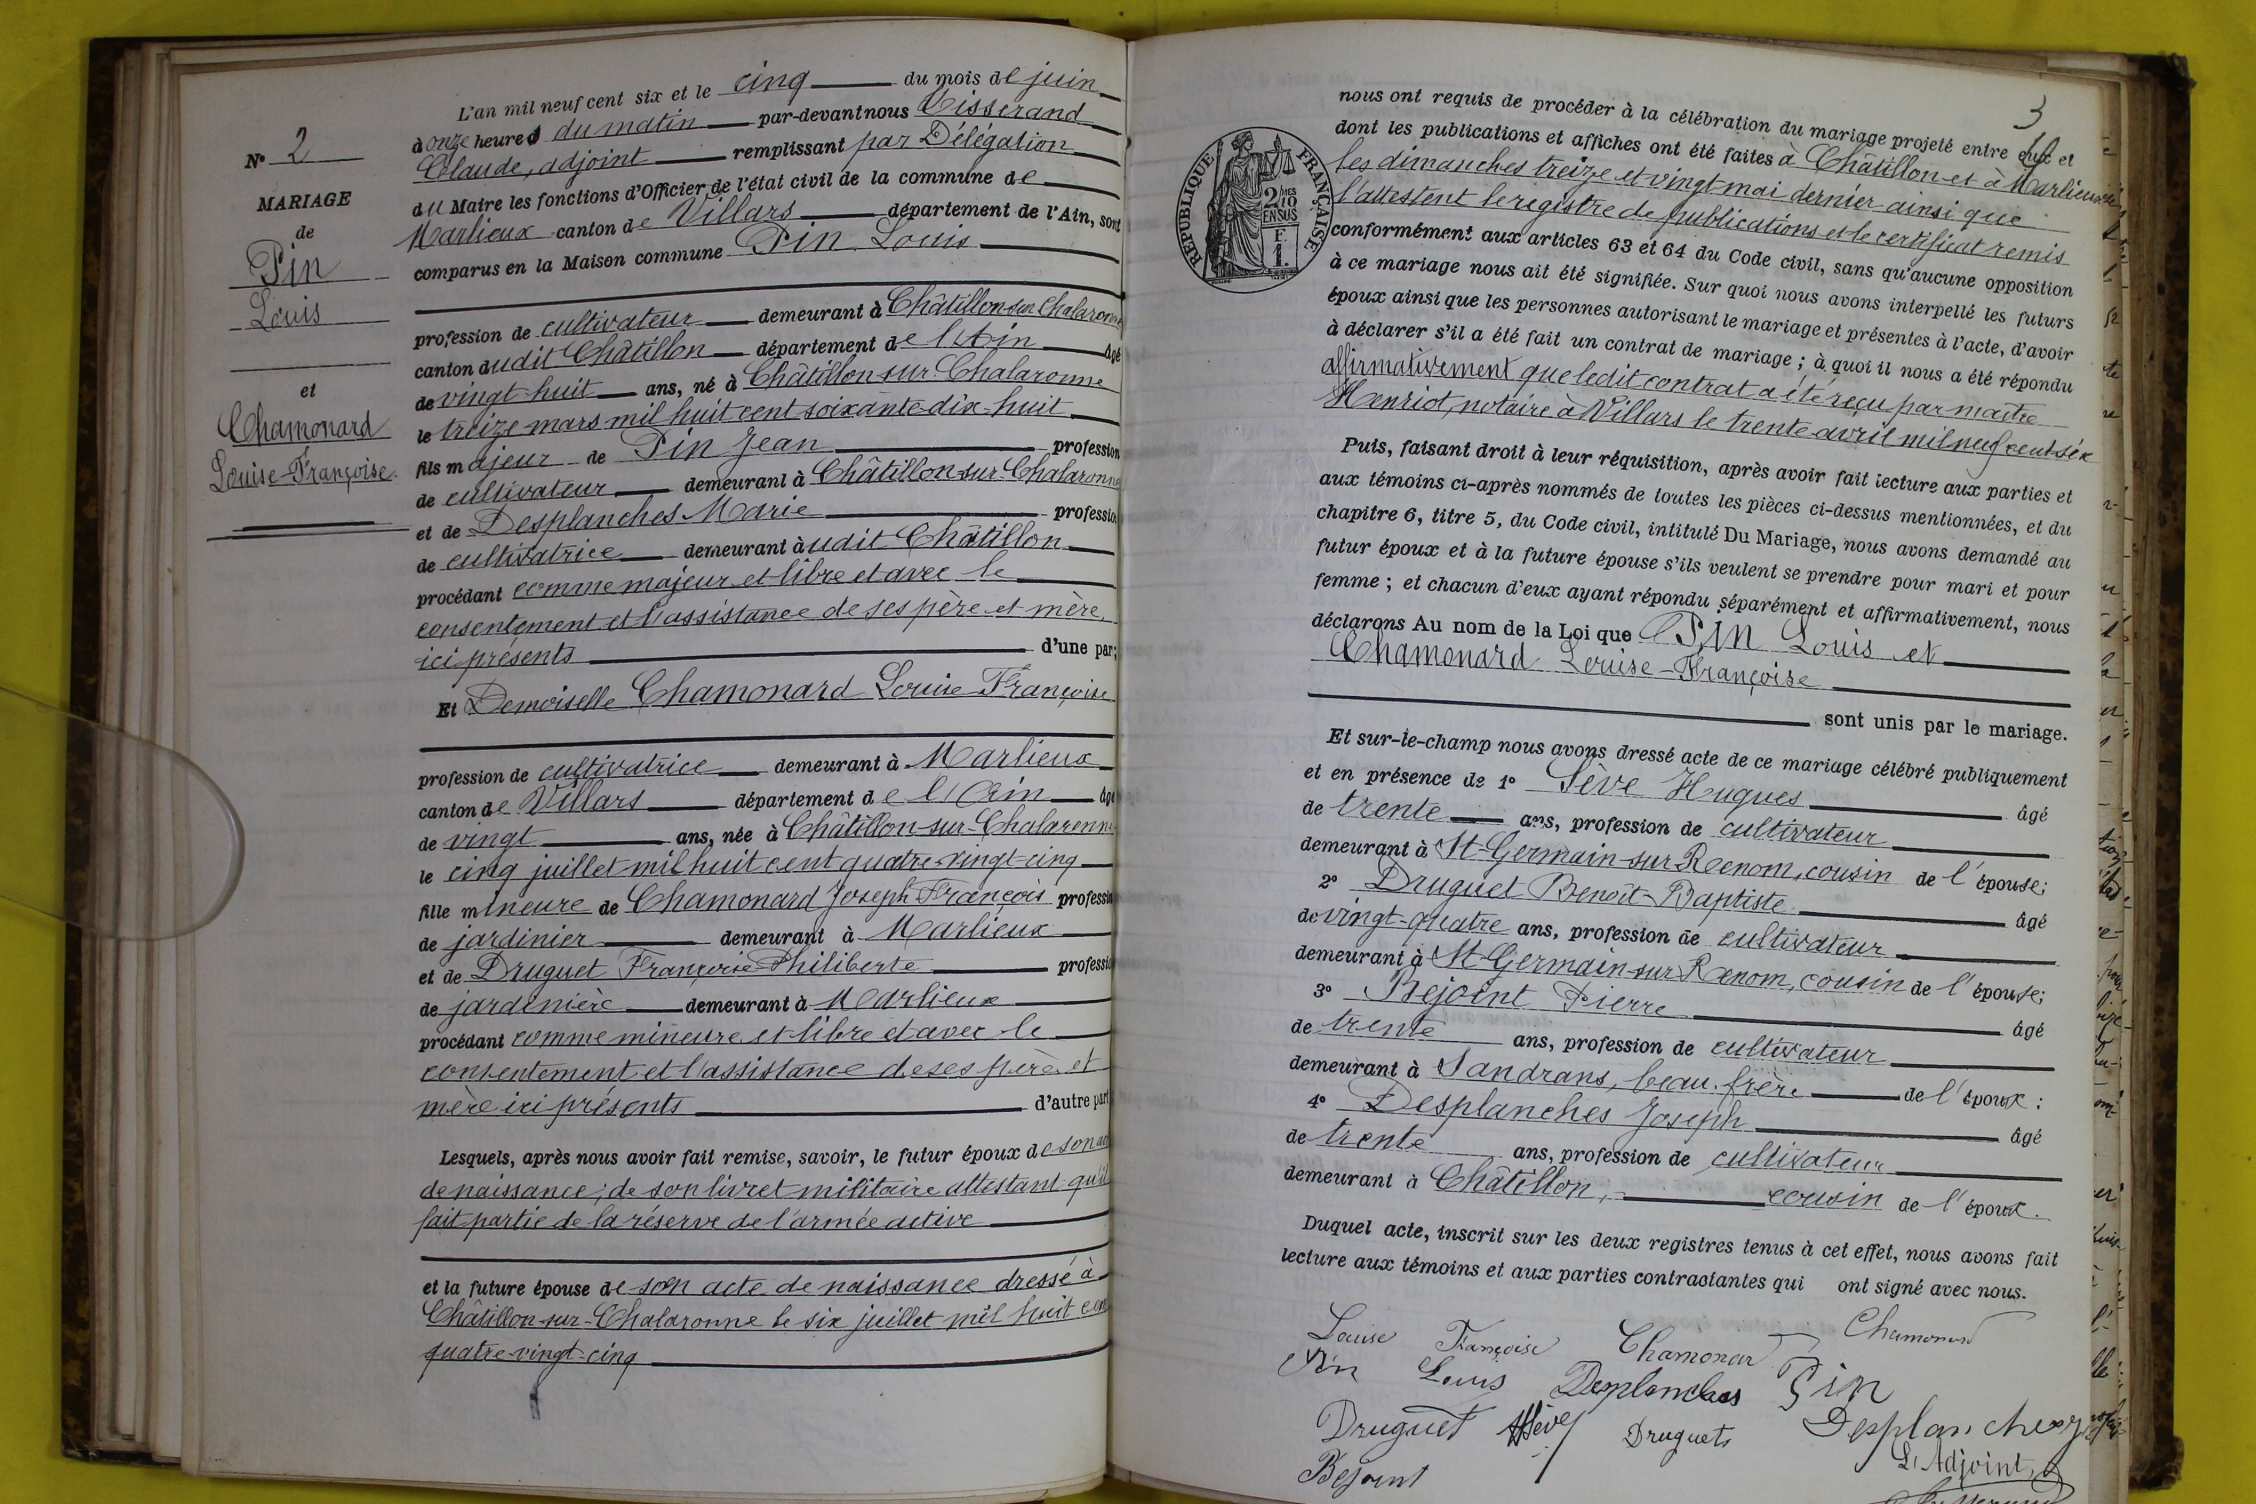 N° 2
MARIAGE
de
Pin
Louis
et
Chamonard
Louise-Françoise.
L'an mil neuf cent six et le cinq du mois de juin
à onze heures du matin par-devant nous Tisserand
Claude, adjoint remplissant par Délégation
du Maire les fonctions d'Officier de l'état civil de la commune de
Marlieux canton de Villars département de l'Ain, sont
comparus en la Maison commune Pin Louis
profession de cultivateur demeurant à Châtillon-sur-Chalaronne
canton dudit Châtillon département de l'Ain âgé
de vingt-huit ans, né à Châtillon-sur-Chalaronne
le treize mars mil huit cent soixante-dix-huit
fils majeur de Pin Jean profession
de cultivateur demeurant à Châtillon-sur-Chalaronne
et de Desplanches Marie profession
de cultivatrice demeurant àudit Châtillon
procédant comme majeur et libre et avec le
consentement et l'assistance de ses père et mère,
ici présents d'une part;
Et Demoiselle Chamonard Louise Françoise
profession de cultivatrice demeurant à Marlieux
canton de Villars département de l'Ain âgé
de vingt ans, née à Châtillon-sur-Chalaronne
le cinq juillet mil huit cent quatre-vingt-cinq
fille mineure de Chamonard Joseph François profession
de jardinier demeurant à Marlieux
et de Druguet Françoise-Philiberte profession
de jardinière demeurant à Marlieux
procédant comme mineure et libre et avec le
consentement et l'assistance de ses père et
mère ici présents d'autre part
Lesquels, après nous avoir fait remise, savoir, le futur époux de son acte
de naissance; de son livret militaire attestant qu'il
fait partie de la réserve de l'armée active
et la future épouse de son acte de naissance dressé à
Châtillon-sur-Chalaronne le six juillet mil huit cent
quatre-vingt-cinq
3
RÉPUBLIQUE FRANÇAISE
2/10 MES
EN SUS
F.
1.
nous ont requis de procéder à la célébration du mariage projeté entre eux et
dont les publications et affiches ont été faites à Châtillon et à Marlieux
les dimanches treize et vingt mai dernier ainsi que
l'attestent le registre de publications et le certificat remis
conformément aux articles 63 et 64 du Code civil, sans qu'aucune opposition
à ce mariage nous ait été signifiée. Sur quoi nous avons interpellé les futurs
époux ainsi que les personnes autorisant le mariage et présentes à l'acte, d'avoir
à déclarer s'il a été fait un contrat de mariage; à quoi il nous a été répondu
affirmativement que ledit contrat a été reçu par maître
Henriot, notaire à Villars le trente avril mil neuf cent six
Puis, faisant droit à leur réquisition, après avoir fait lecture aux parties et
aux témoins ci-après nommés de toutes les pièces ci-dessus mentionnées, et du
chapitre 6, titre 5, du Code civil, intitulé Du Mariage, nous avons demandé au
futur époux et à la future épouse s'ils veulent se prendre pour mari et pour
femme; et chacun d'eux ayant répondu séparément et affirmativement, nous
déclarons Au nom de la Loi que Pin Louis et
Chamonard Louise-Françoise
sont unis par le mariage.
Et sur-le-champ nous avons dressé acte de ce mariage célébré publiquement
et en présence de 1° Sève Hugues âgé
de trente ans, profession de cultivateur
demeurant à St-Germain-sur-Renom, cousin de l'épouse;
2° Druguet Benoît-Baptiste âgé
de vingt-quatre ans, profession de cultivateur
demeurant à St-Germain-sur-Renom, cousin de l'épouse;
3° Bejoint Pierre âgé
de trente ans, profession de cultivateur
demeurant à Sandrans, beau-frère de l'époux:
4° Desplanches Joseph âgé
de trente ans, profession de cultivateur
demeurant à Châtillon, cousin de l'époux.
Duquel acte, inscrit sur les deux registres tenus à cet effet, nous avons fait
lecture aux témoins et aux parties contractantes qui ont signé avec nous.
Louise Françoise Chamonar Chamonard
Pin Louis Desplanches Pin
Druguet HSève Druguet Desplanches
Bejoint L'Adjoint,